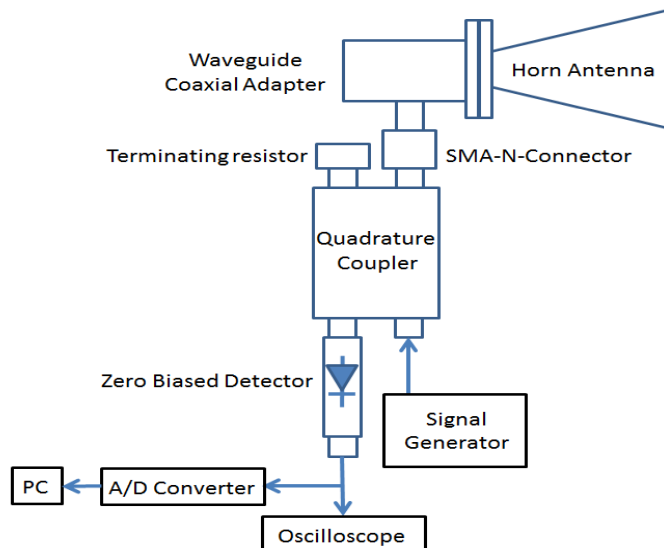 Waveguide
Coaxial Adapter
Horn Antenna
Terminating resistor
SMA-N-Connector
Quadrature
Coupler
Zero Biased Detector
Signal
Generator
PC
A/D Converter
Oscilloscope